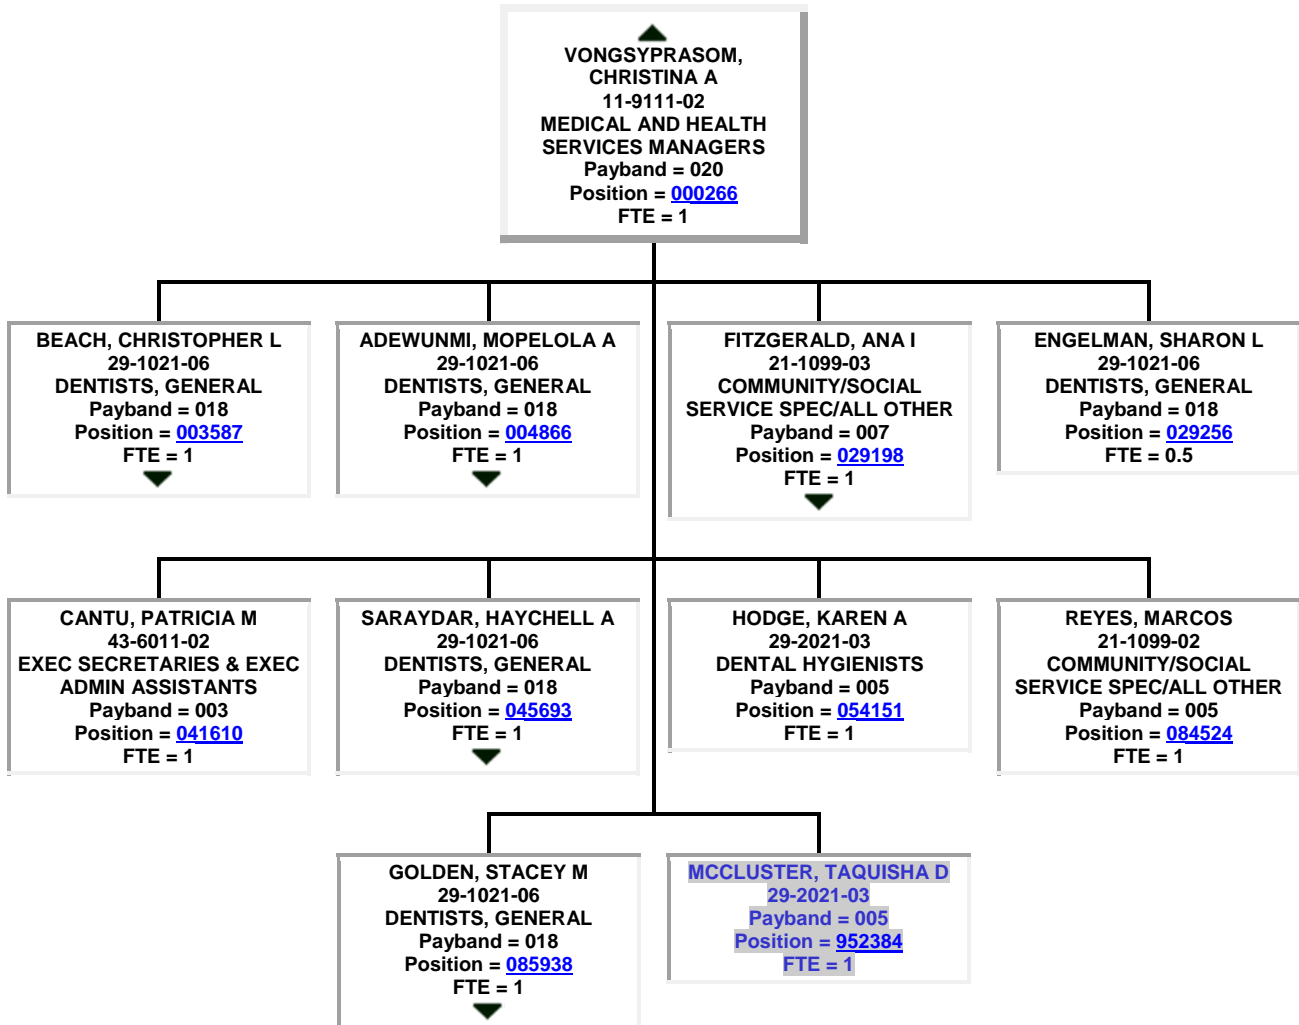 VONGSYPRASOM,
CHRISTINA A
11-9111-02
MEDICAL AND HEALTH
SERVICES MANAGERS
Payband = 020
Position = 000266
FTE = 1
BEACH, CHRISTOPHER L
29-1021-06
DENTISTS, GENERAL
Payband = 018
Position = 003587
FTE = 1
ADEWUNMI, MOPELOLA A
29-1021-06
DENTISTS, GENERAL
Payband = 018
Position = 004866
FTE = 1
FITZGERALD, ANA I
21-1099-03
COMMUNITY/SOCIAL
SERVICE SPEC/ALL OTHER
Payband = 007
Position = 029198
FTE = 1
ENGELMAN, SHARON L
29-1021-06
DENTISTS, GENERAL
Payband = 018
Position = 029256
FTE = 0.5
CANTU, PATRICIA M
43-6011-02
EXEC SECRETARIES & EXEC
ADMIN ASSISTANTS
Payband = 003
Position = 041610
FTE = 1
SARAYDAR, HAYCHELL A
29-1021-06
DENTISTS, GENERAL
Payband = 018
Position = 045693
FTE = 1
HODGE, KAREN A
29-2021-03
DENTAL HYGIENISTS
Payband = 005
Position = 054151
FTE = 1
REYES, MARCOS
21-1099-02
COMMUNITY/SOCIAL
SERVICE SPEC/ALL OTHER
Payband = 005
Position = 084524
FTE = 1
GOLDEN, STACEY M
29-1021-06
DENTISTS, GENERAL
Payband = 018
Position = 085938
FTE = 1
MCCLUSTER, TAQUISHA D
29-2021-03
Payband = 005
Position = 952384
FTE = 1